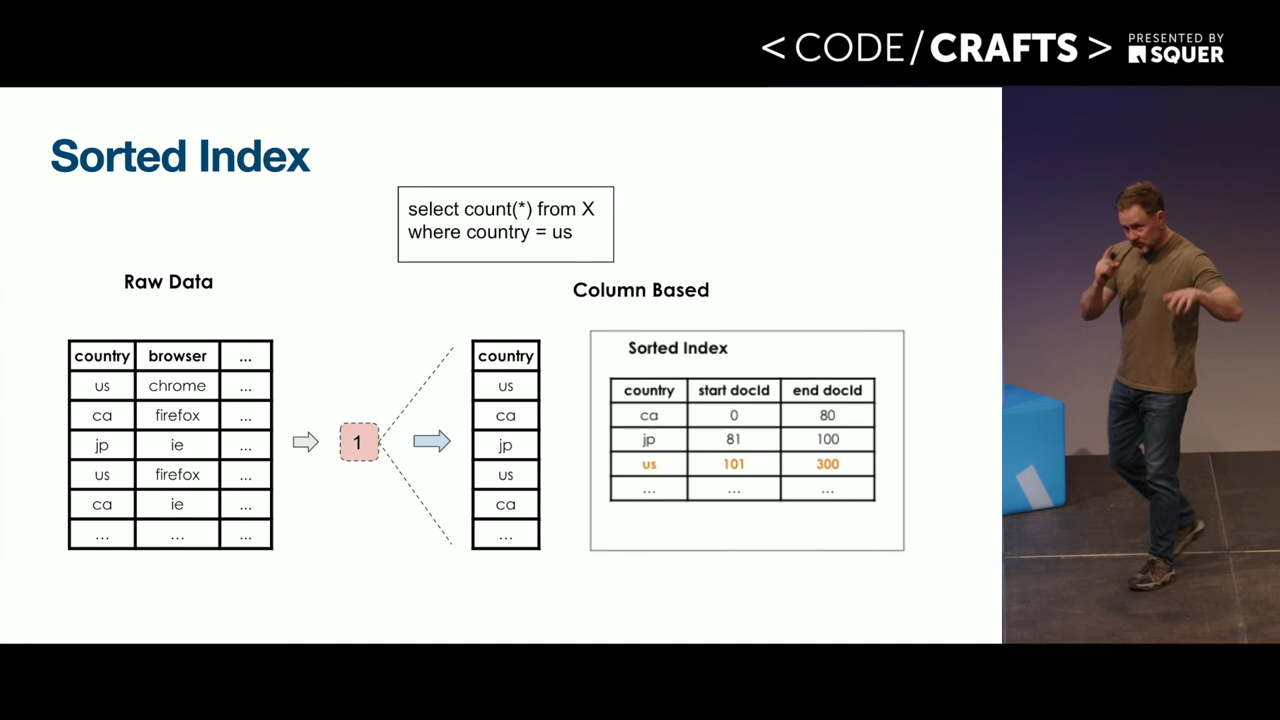 < CODE/CRAFTS >
PRESENTED BY
SQUER
Sorted Index
select count(*) from X
where country = us
Raw Data
country browser ...
us chrome ...
ca firefox ...
jp ie ...
us firefox ...
ca ie ...
... ... ...
1
Column Based
country
us
ca
jp
us
ca
...
Sorted Index
country start docId end docId
ca 0 80
jp 81 100
us 101 300
... ... ...